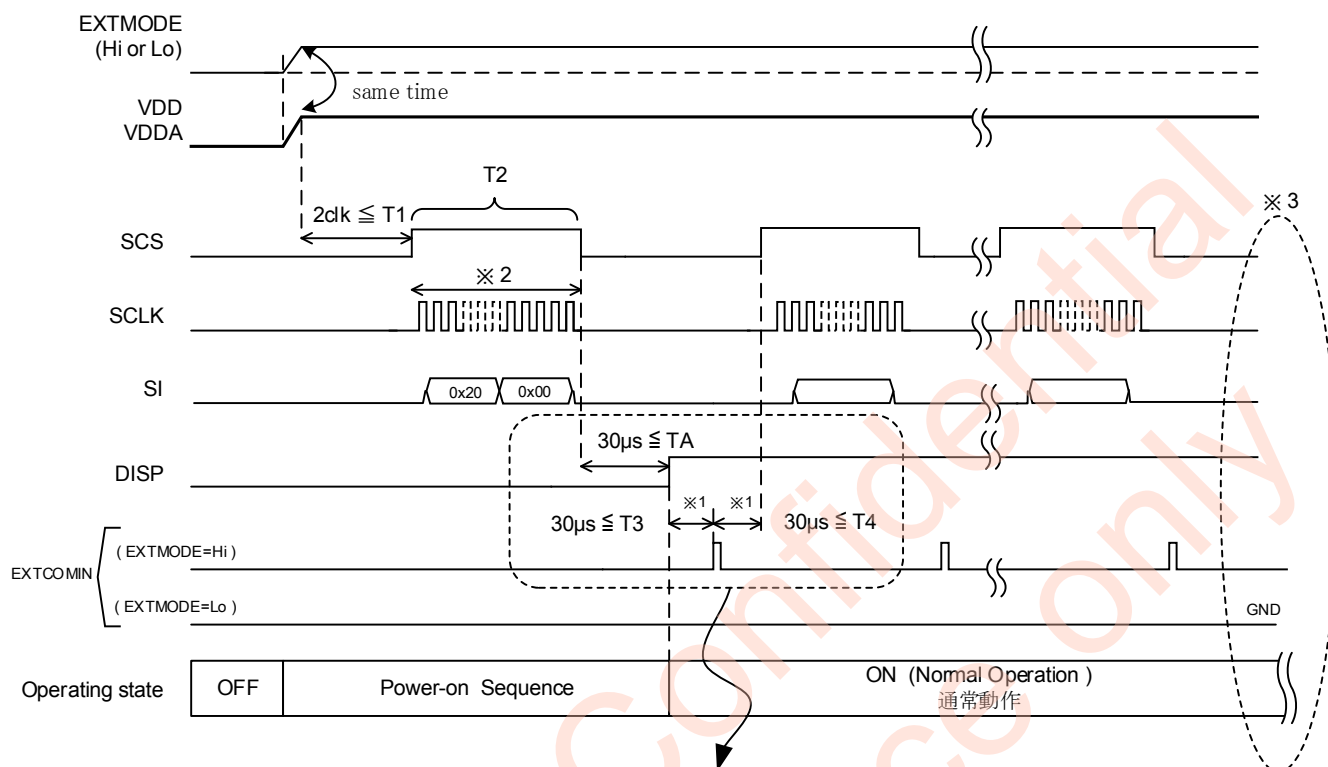 EXTMODE
(Hi or Lo)
same time
VDD
VDDA
T2
2clk ≦ T1
※ 3
SCS
※ 2
SCLK
SI
0x20
0x00
30μs ≦ TA
DISP
※1
※1
30μs ≦ T3
30μs ≦ T4
EXTCOMIN
( EXTMODE=Hi )
( EXTMODE=Lo )
GND
Operating state
OFF
Power-on Sequence
ON (Normal Operation )
通常動作
Confidential
only